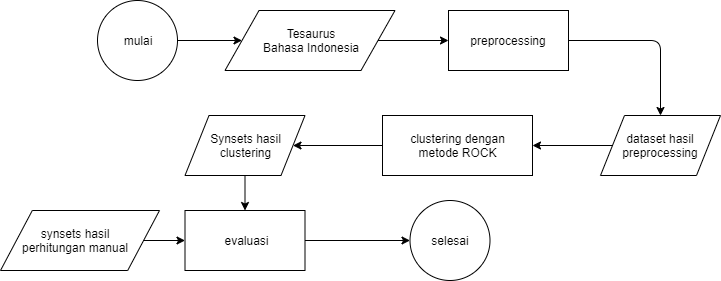 mulai
Tesaurus
Bahasa Indonesia
preprocessing
dataset hasil
preprocessing
clustering dengan
metode ROCK
Synsets hasil
clustering
synsets hasil
perhitungan manual
evaluasi
selesai